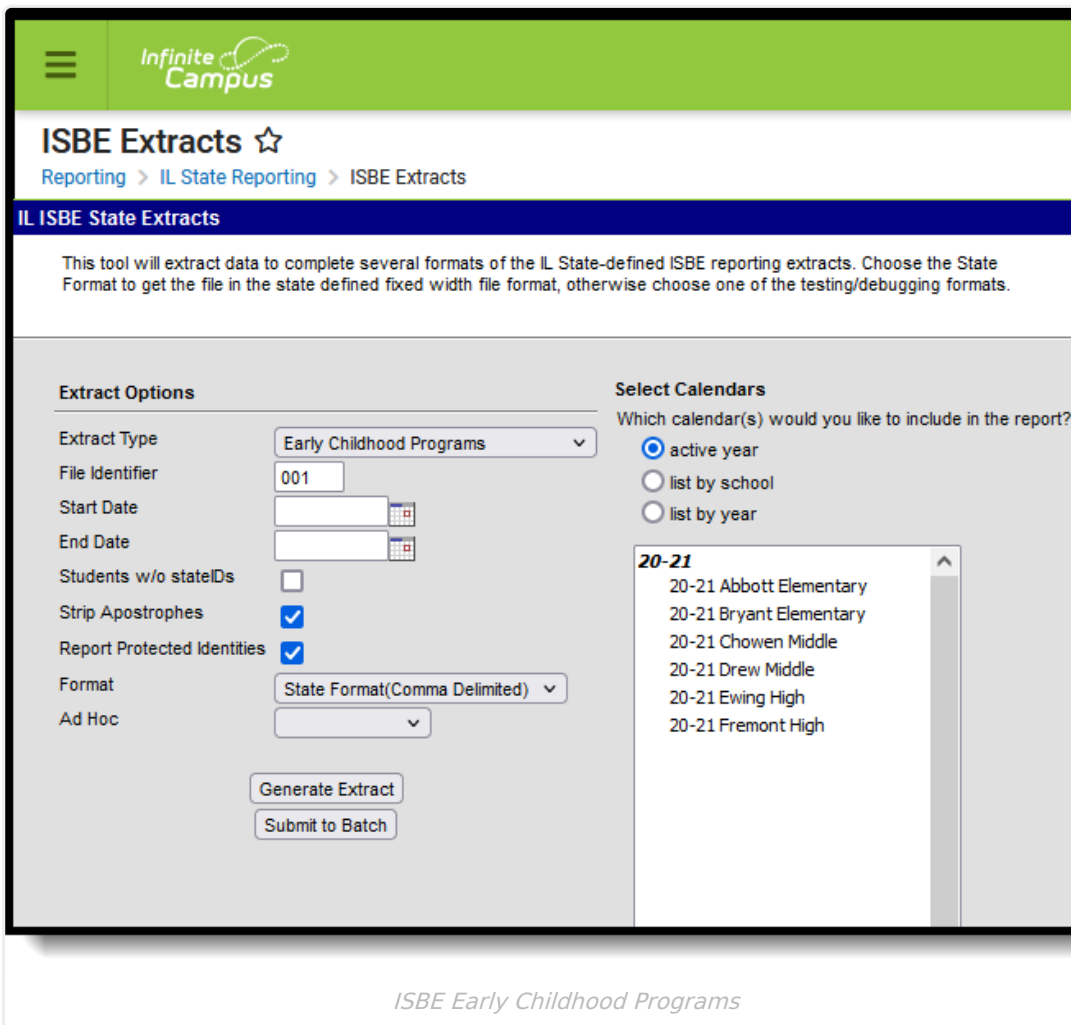 Infinite
Campus
ISBE Extracts
Reporting > IL State Reporting > ISBE Extracts
IL ISBE State Extracts
This tool will extract data to complete several formats of the IL State-defined ISBE reporting extracts. Choose the State
Format to get the file in the state defined fixed width file format, otherwise choose one of the testing/debugging formats.
Extract Options
Extract Type
Early Childhood Programs
File Identifier
001
Start Date
End Date
Students w/o stateIDs
Strip Apostrophes
Report Protected Identities
Format
State Format(Comma Delimited)
Ad Hoc
Generate Extract
Submit to Batch
Select Calendars
Which calendar(s) would you like to include in the report?
active year
list by school
list by year
20-21
20-21 Abbott Elementary
20-21 Bryant Elementary
20-21 Chowen Middle
20-21 Drew Middle
20-21 Ewing High
20-21 Fremont High
ISBE Early Childhood Programs